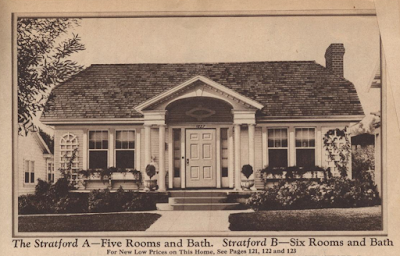 The Stratford A—Five Rooms and Bath. Stratford B—Six Rooms and Bath
For New Low Prices on This Home, See Pages 121, 122 and 123